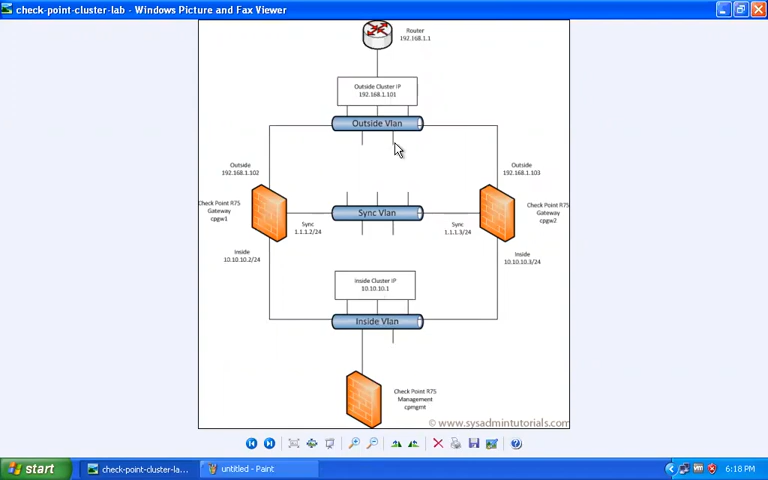 check-point-cluster-lab - Windows Picture and Fax Viewer
Router
192.168.1.1
Outside Cluster IP
192.168.1.101
Outside Vlan
Outside
192.168.1.102
Outside
192.168.1.103
Check Point R75
Gateway
cpgw1
Sync Vlan
Check Point R75
Gateway
cpgw2
Sync
1.1.1.2/24
Sync
1.1.1.3/24
Inside
10.10.10.2/24
Inside
10.10.10.3/24
Inside Cluster IP
10.10.10.1
Inside Vlan
Check Point R75
Management
cpmgmt
© www.sysadmintutorials.com
start
check-point-cluster-la...
untitled - Paint
6:18 PM